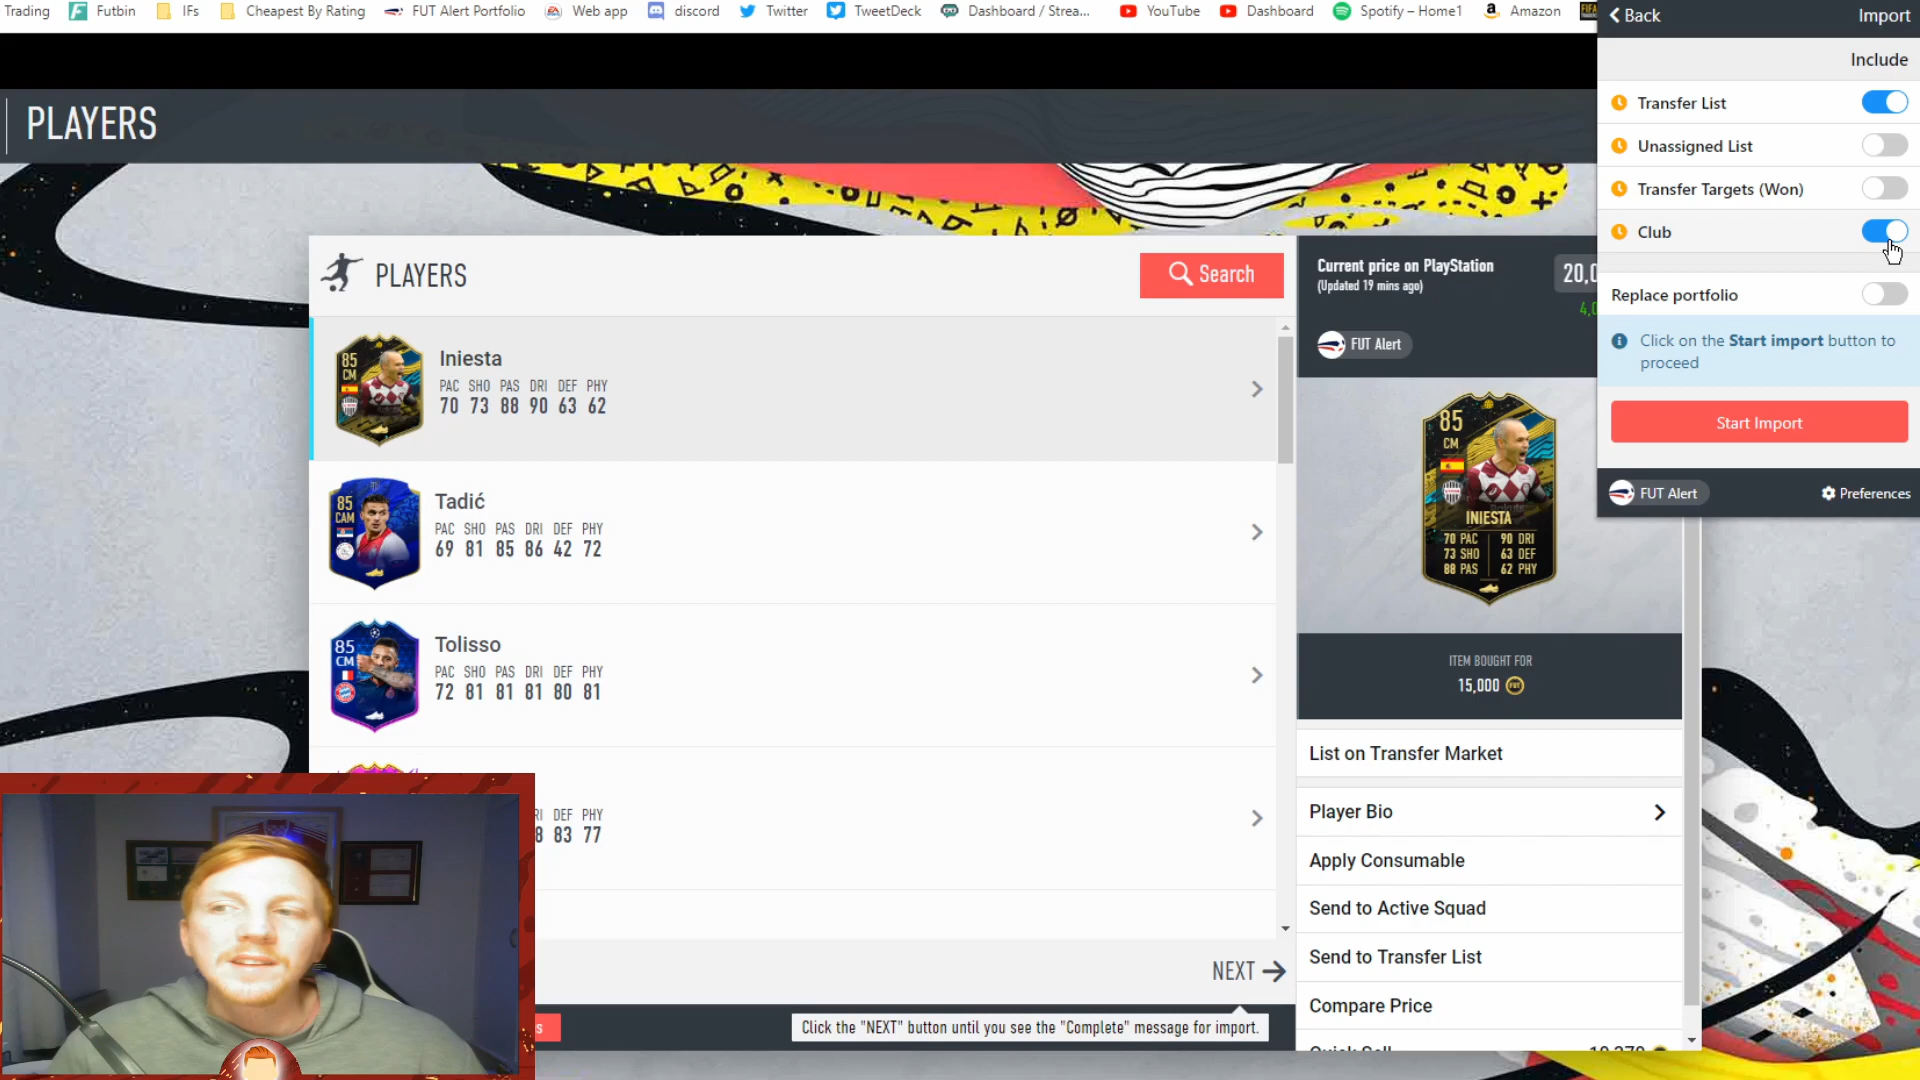 Trading Futbin IFs Cheapest By Rating FUT Alert Portfolio Web app discord Twitter TweetDeck Dashboard / Strea... YouTube Dashboard Spotify – Home1 Amazon
Back Import
Include
Transfer List
Unassigned List
Transfer Targets (Won)
Club
Replace portfolio
Click on the Start import button to
proceed
Start Import
FUT Alert Preferences
PLAYERS
PLAYERS
Search
85
CM
Iniesta
PAC SHO PAS DRI DEF PHY
70 73 88 90 63 62
85
CAM
Tadić
PAC SHO PAS DRI DEF PHY
69 81 85 86 42 72
85
CM
Tolisso
PAC SHO PAS DRI DEF PHY
72 81 81 81 80 81
DEF PHY
83 77
NEXT
Click the "NEXT" button until you see the "Complete" message for import.
Current price on PlayStation
(Updated 19 mins ago)
FUT Alert
85
CM
INIESTA
70 PAC 90 DRI
73 SHO 63 DEF
88 PAS 62 PHY
ITEM BOUGHT FOR
15,000
List on Transfer Market
Player Bio
Apply Consumable
Send to Active Squad
Send to Transfer List
Compare Price